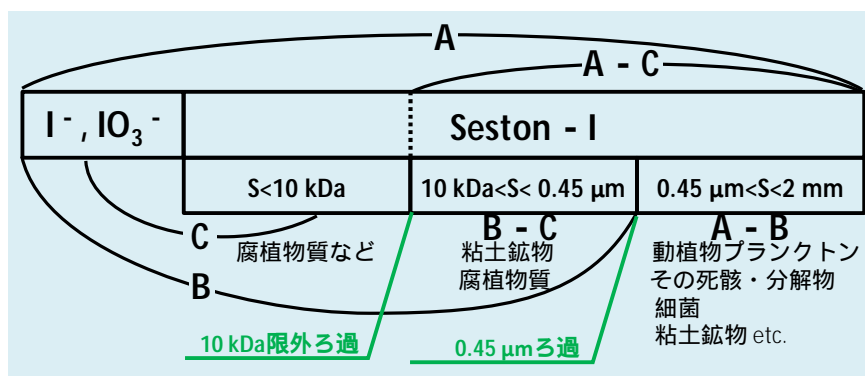 A
A - C
I⁻ , IO₃⁻
Seston - I
S<10 kDa
10 kDa<S< 0.45 µm
0.45 µm<S<2 mm
C
腐植物質など
B - C
粘土鉱物
腐植物質
A - B
動植物プランクトン
その死骸・分解物
細菌
粘土鉱物 etc.
B
10 kDa限外ろ過
0.45 µmろ過